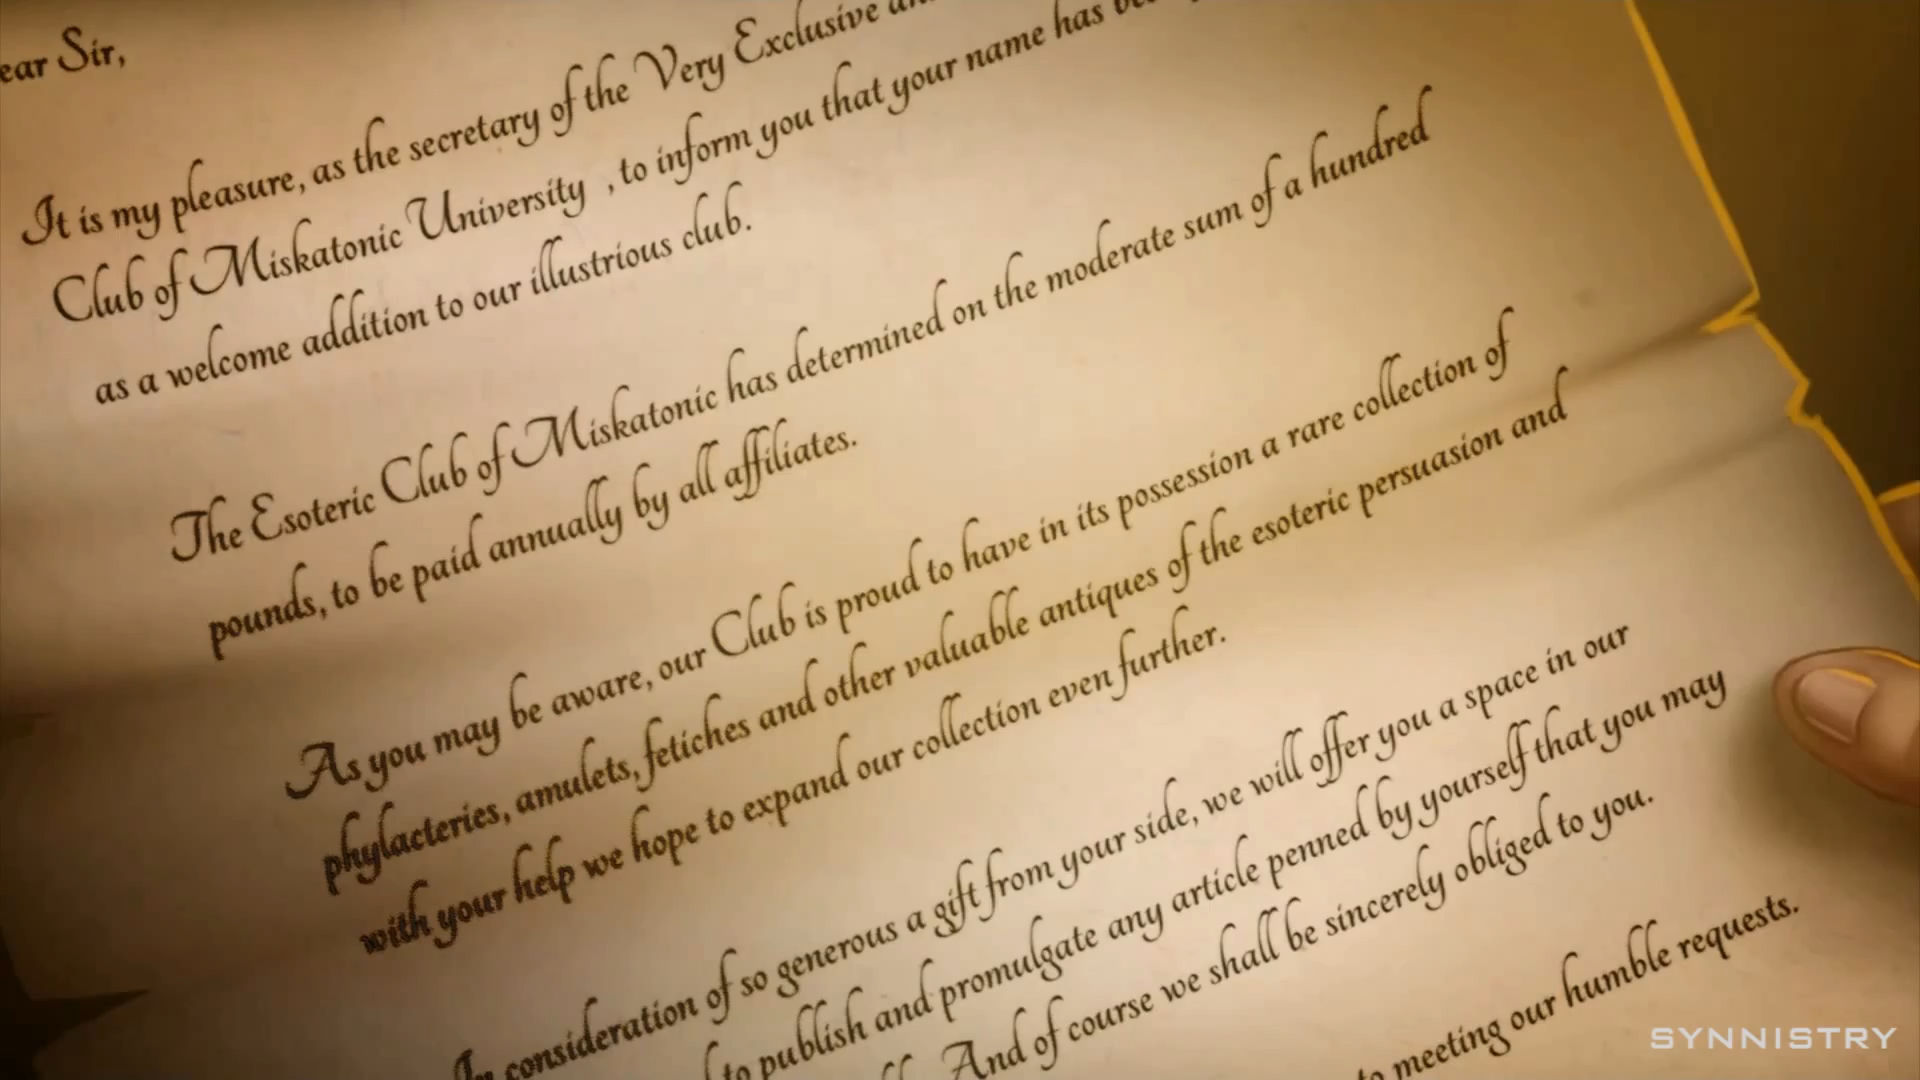 ear Sir,
It is my pleasure, as the secretary of the Very Exclusive
Club of Miskatonic University , to inform you that your name has
as a welcome addition to our illustrious club.
The Esoteric Club of Miskatonic has determined on the moderate sum of a hundred
pounds, to be paid annually by all affiliates.
As you may be aware, our Club is proud to have in its possession a rare collection of
phylacteries, amulets, fetiches and other valuable antiques of the esoteric persuasion and
with your help we hope to expand our collection even further.
In consideration of so generous a gift from your side, we will offer you a space in our
to publish and promulgate any article penned by yourself that you may
And of course we shall be sincerely obliged to you.
to meeting our humble requests.
SYNNISTRY